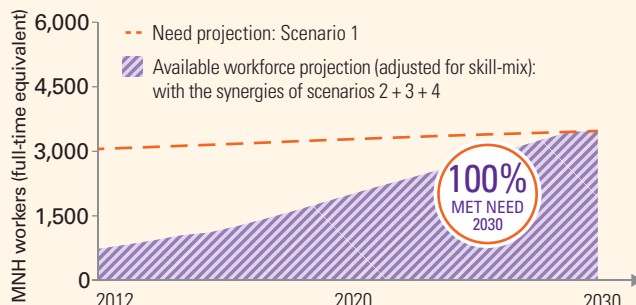 MNH workers (full-time equivalent)
6,000
4,500
3,000
1,500
0
Need projection: Scenario 1
Available workforce projection (adjusted for skill-mix):
with the synergies of scenarios 2 + 3 + 4
100%
MET NEED
2030
2012
2020
2030